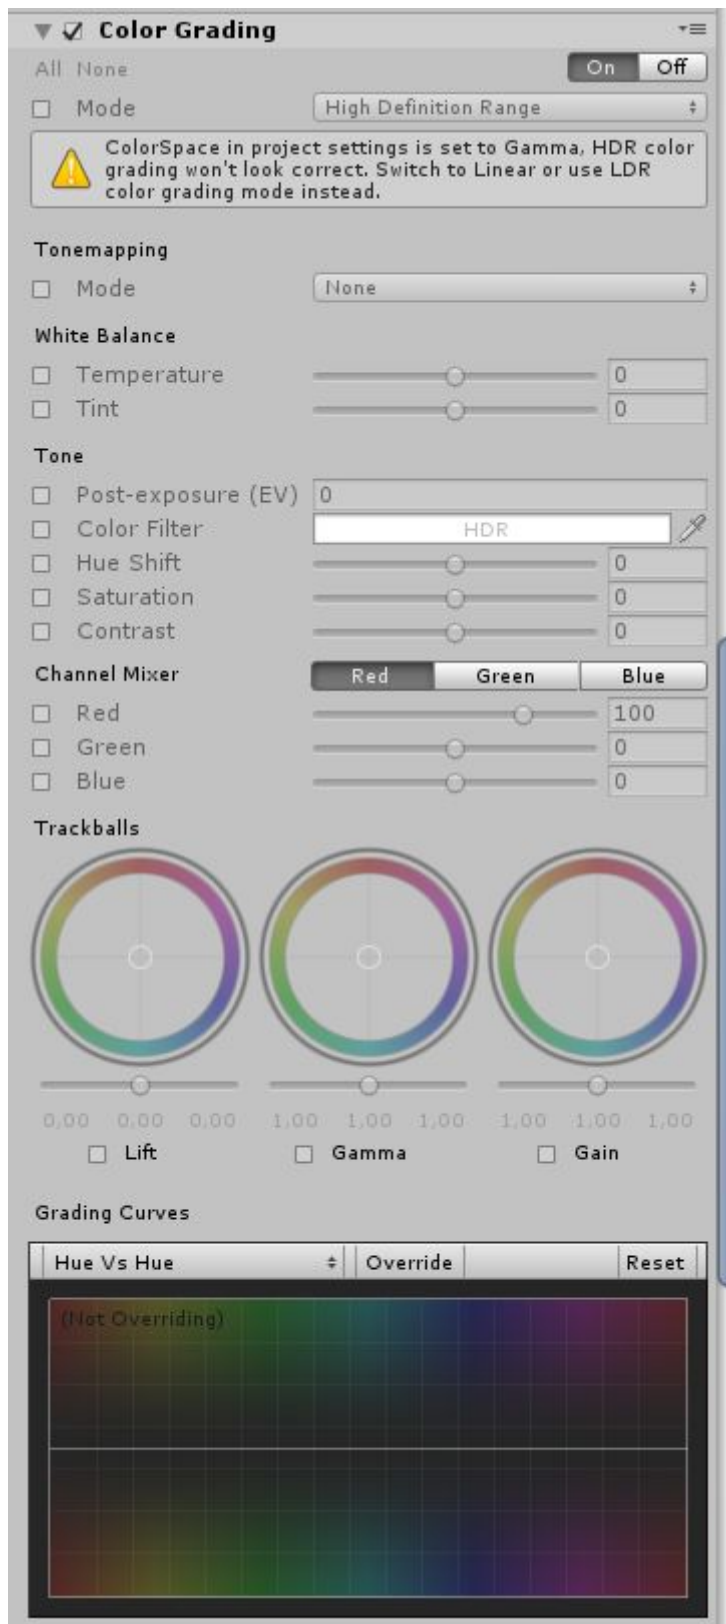 Color Grading
All None On Off
Mode High Definition Range
ColorSpace in project settings is set to Gamma, HDR color
grading won't look correct. Switch to Linear or use LDR
color grading mode instead.
Tonemapping
Mode None
White Balance
Temperature 0
Tint 0
Tone
Post-exposure (EV) 0
Color Filter HDR
Hue Shift 0
Saturation 0
Contrast 0
Channel Mixer Red Green Blue
Red 100
Green 0
Blue 0
Trackballs
0,00 0,00 0,00 1,00 1,00 1,00 1,00 1,00 1,00
Lift Gamma Gain
Grading Curves
Hue Vs Hue Override Reset
(Not Overriding)